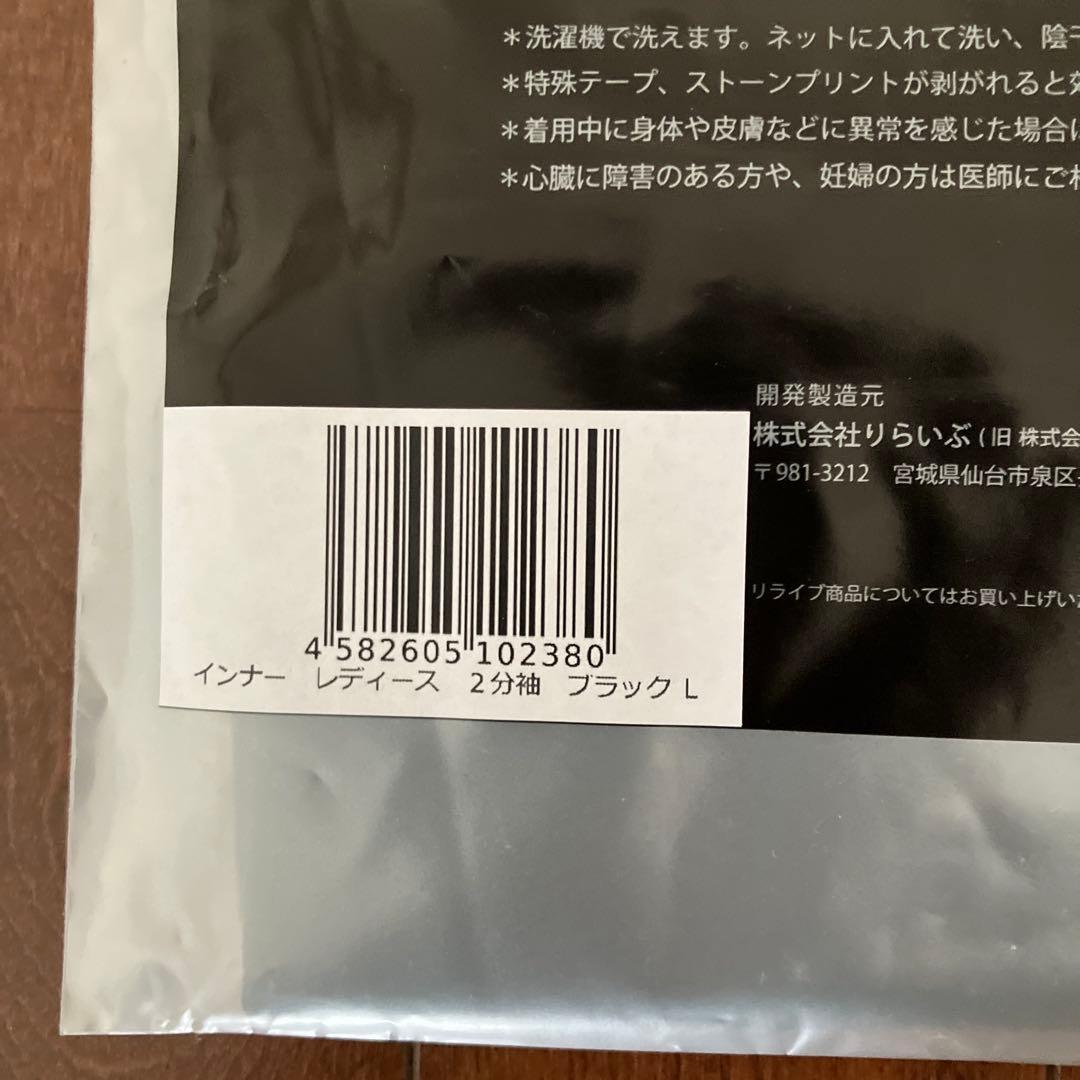 ＊洗濯機で洗えます。ネットに入れて洗い、陰干
＊特殊テープ、ストーンプリントが剥がれると効
＊着用中に身体や皮膚などに異常を感じた場合に
＊心臓に障害のある方や、妊婦の方は医師にご相
開発製造元
株式会社りらいぶ ( 旧 株式会
〒981-3212　宮城県仙台市泉区
リライブ商品についてはお買い上げい
4 582605 102380
インナー　レディース　２分袖　ブラック L